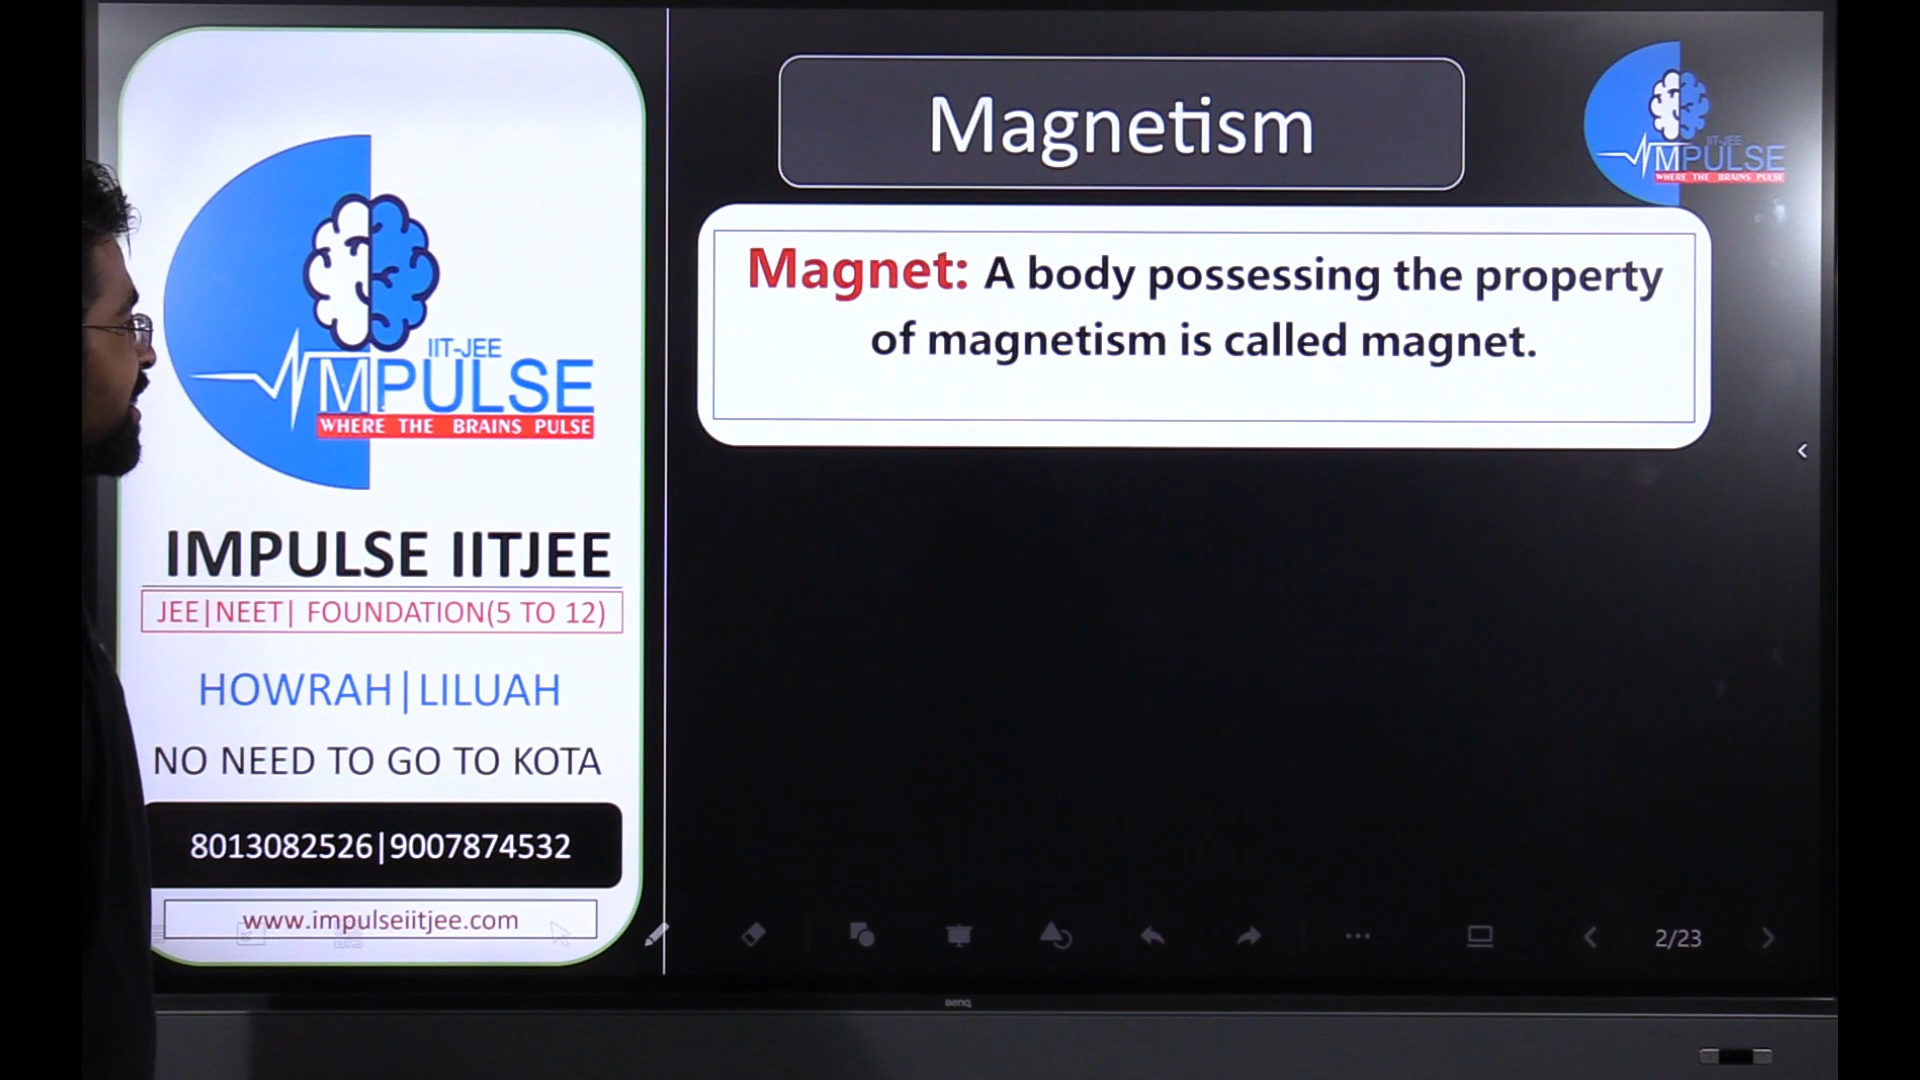 IIT-JEE
MPULSE
WHERE THE BRAINS PULSE
IMPULSE IITJEE
JEE|NEET| FOUNDATION(5 TO 12)
HOWRAH|LILUAH
NO NEED TO GO TO KOTA
8013082526|9007874532
www.impulseiitjee.com
Magnetism
IIT-JEE
MPULSE
WHERE THE BRAINS PULSE
Magnet: A body possessing the property
of magnetism is called magnet.
2/23
BenQ